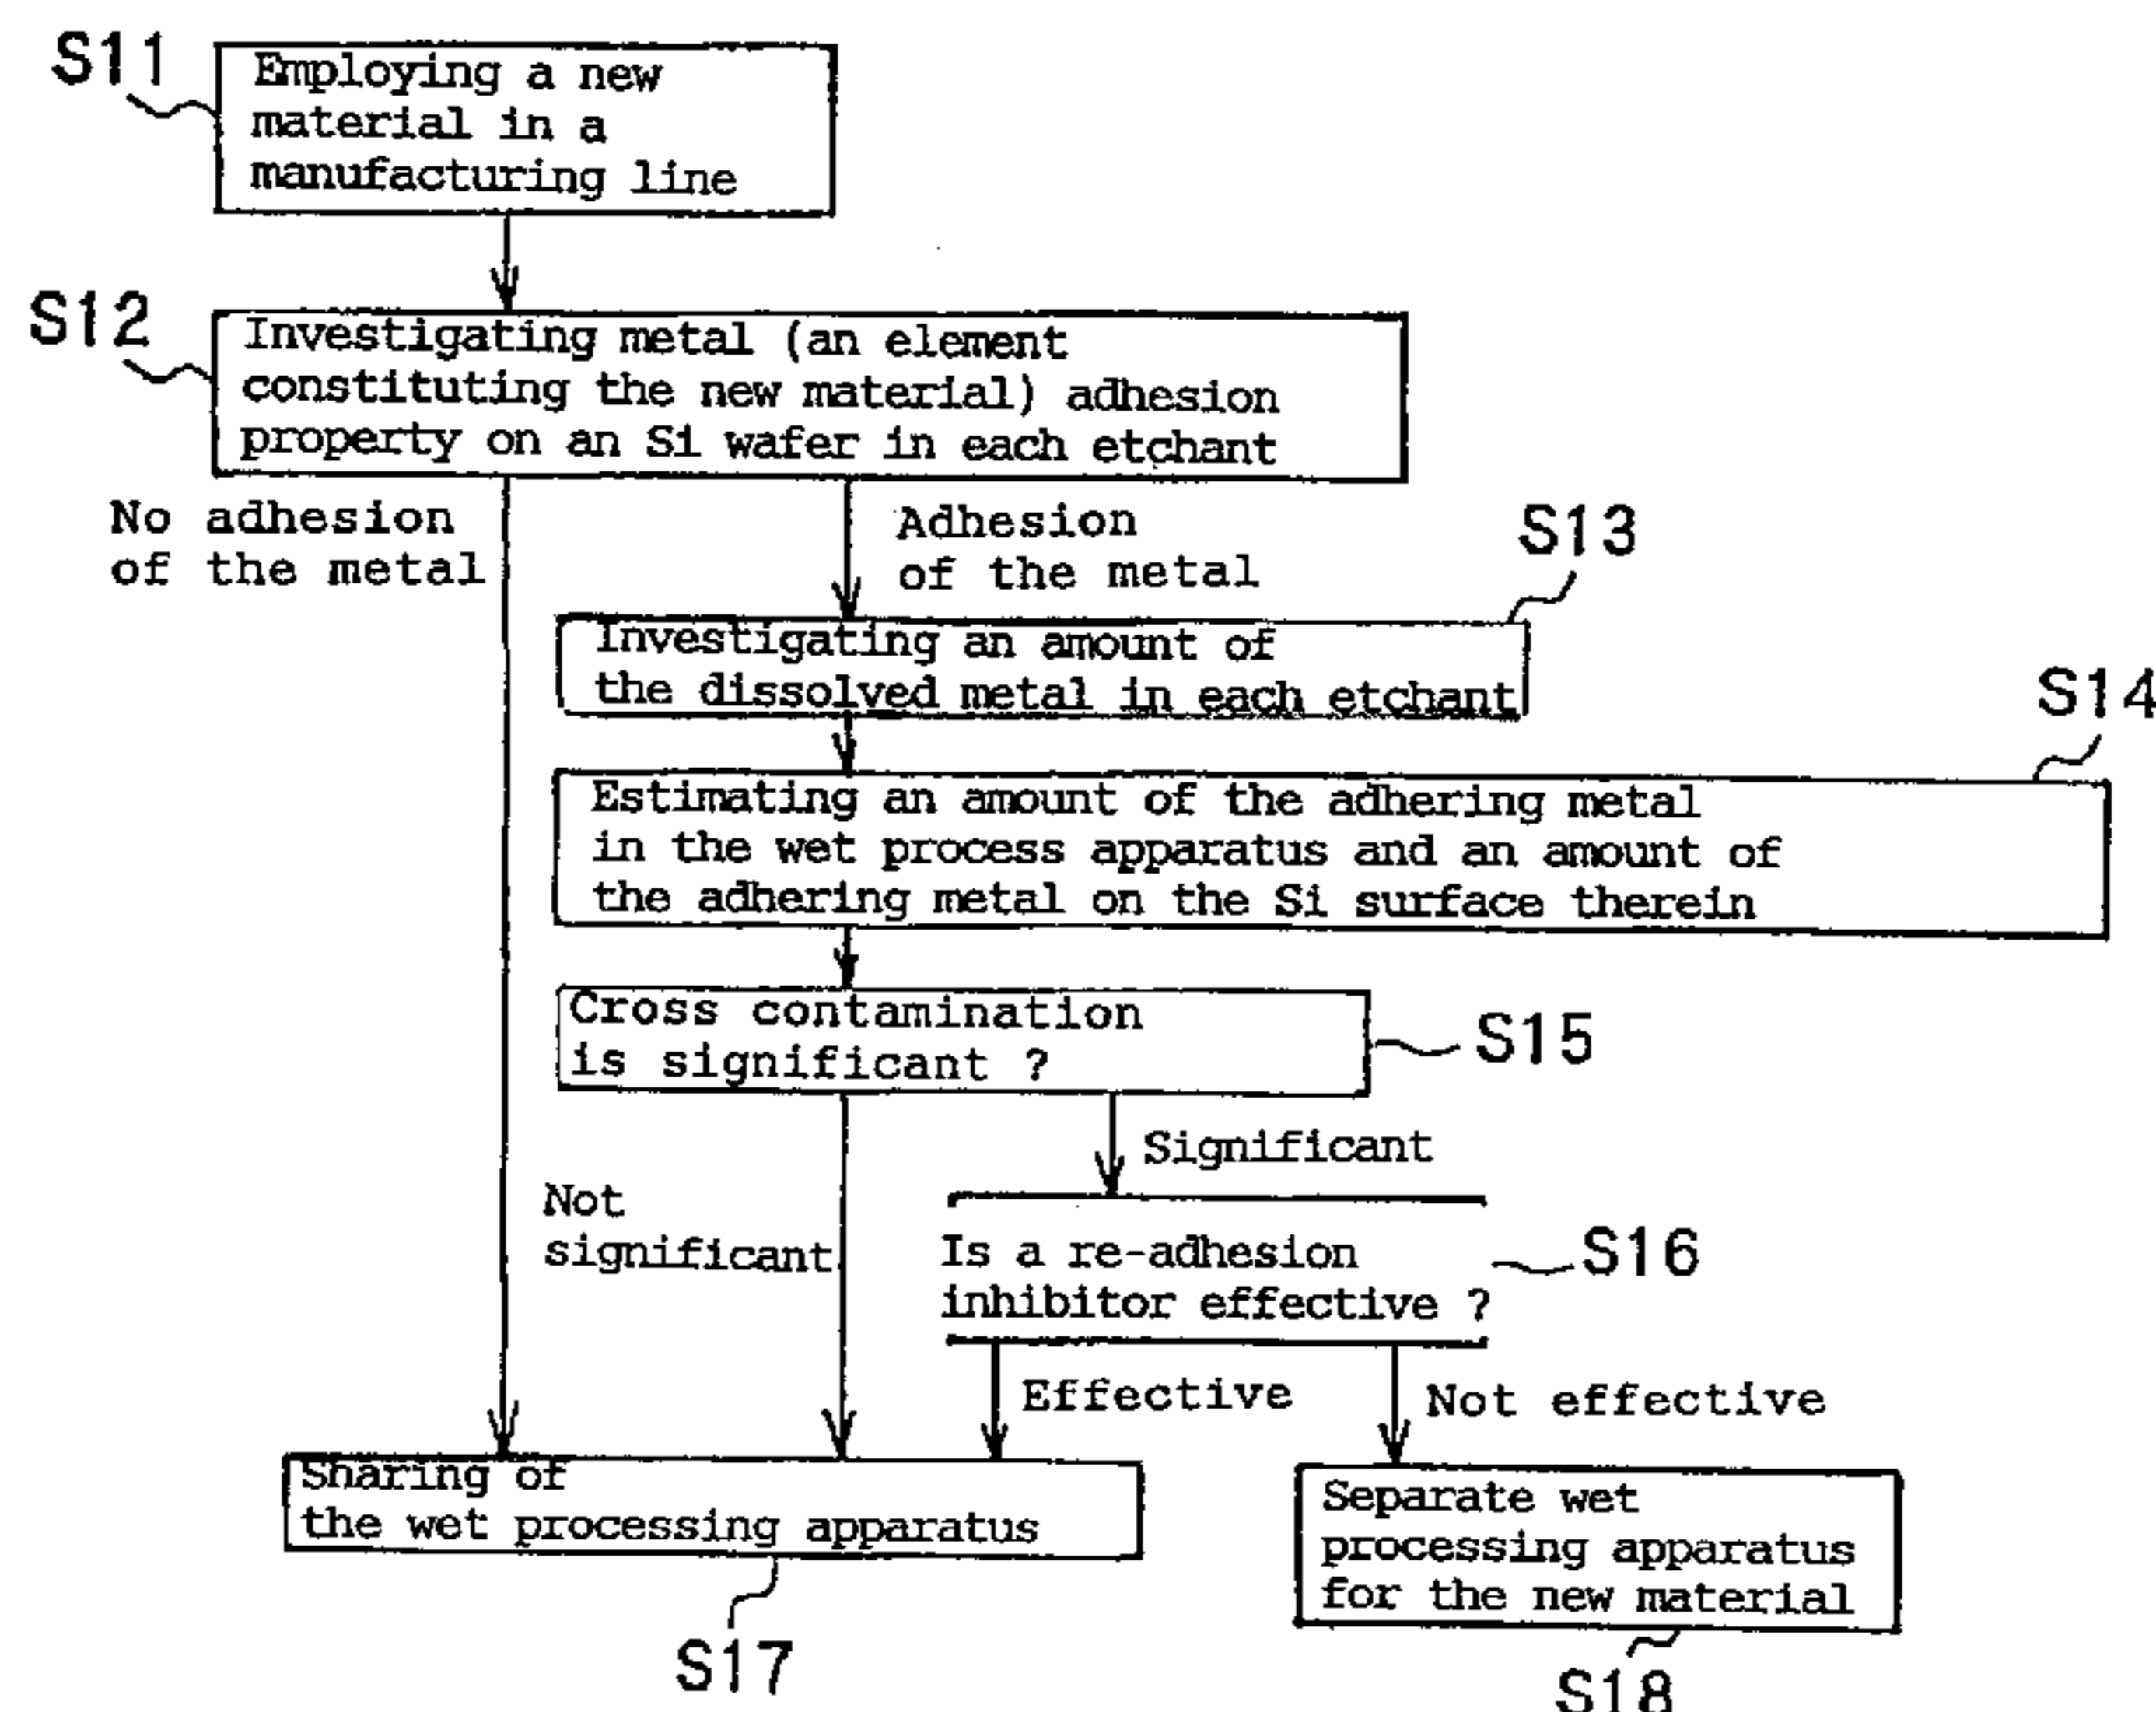 S11
Employing a new
material in a
manufacturing line
S12
Investigating metal (an element
constituting the new material) adhesion
property on an Si wafer in each etchant
No adhesion
of the metal
Adhesion
of the metal
S13
Investigating an amount of
the dissolved metal in each etchant
S14
Estimating an amount of the adhering metal
in the wet process apparatus and an amount of
the adhering metal on the Si surface therein
Cross contamination
is significant ?
S15
Significant
Not
significant
Is a re-adhesion
inhibitor effective ?
S16
Effective
Not effective
Sharing of
the wet processing apparatus
S17
Separate wet
processing apparatus
for the new material
S18